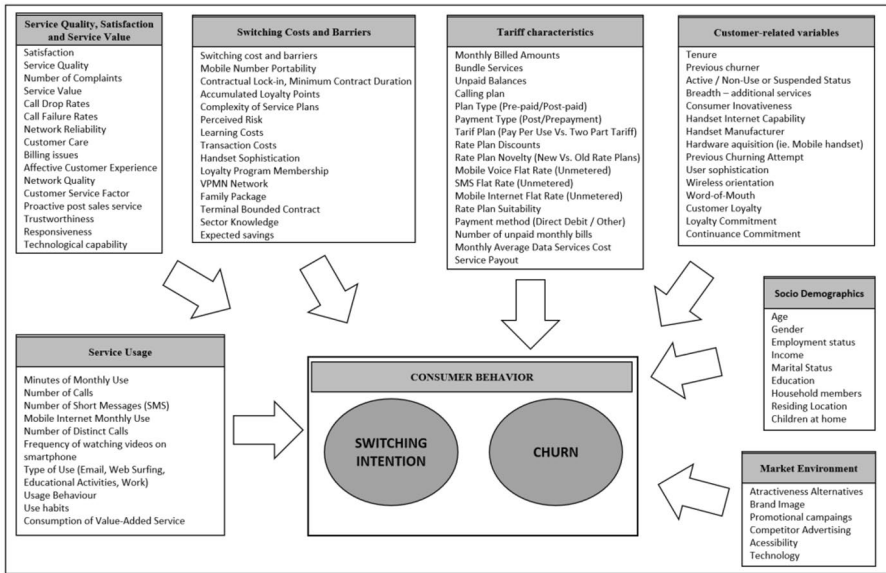 Service Quality, Satisfaction
and Service Value
Satisfaction
Service Quality
Number of Complaints
Service Value
Call Drop Rates
Call Failure Rates
Network Reliability
Customer Care
Billing issues
Affective Customer Experience
Network Quality
Customer Service Factor
Proactive post sales service
Trustworthiness
Responsiveness
Technological capability
Switching Costs and Barriers
Switching cost and barriers
Mobile Number Portability
Contractual Lock-in, Minimum Contract Duration
Accumulated Loyalty Points
Complexity of Service Plans
Perceived Risk
Learning Costs
Transaction Costs
Handset Sophistication
Loyalty Program Membership
VPMN Network
Family Package
Terminal Bounded Contract
Sector Knowledge
Expected savings
Tariff characteristics
Monthly Billed Amounts
Bundle Services
Unpaid Balances
Calling plan
Plan Type (Pre-paid/Post-paid)
Payment Type (Post/Prepayment)
Tarif Plan (Pay Per Use Vs. Two Part Tariff)
Rate Plan Discounts
Rate Plan Novelty (New Vs. Old Rate Plans)
Mobile Voice Flat Rate (Unmetered)
SMS Flat Rate (Unmetered)
Mobile Internet Flat Rate (Unmetered)
Rate Plan Suitability
Payment method (Direct Debit / Other)
Number of unpaid monthly bills
Monthly Average Data Services Cost
Service Payout
Customer-related variables
Tenure
Previous churner
Active / Non-Use or Suspended Status
Breadth – additional services
Consumer Inovativeness
Handset Internet Capability
Handset Manufacturer
Hardware aquisition (ie. Mobile handset)
Previous Churning Attempt
User sophistication
Wireless orientation
Word-of-Mouth
Customer Loyalty
Loyalty Commitment
Continuance Commitment
Socio Demographics
Age
Gender
Employment status
Income
Marital Status
Education
Household members
Residing Location
Children at home
Service Usage
Minutes of Monthly Use
Number of Calls
Number of Short Messages (SMS)
Mobile Internet Monthly Use
Number of Distinct Calls
Frequency of watching videos on
smartphone
Type of Use (Email, Web Surfing,
Educational Activities, Work)
Usage Behaviour
Use habits
Consumption of Value-Added Service
CONSUMER BEHAVIOR
SWITCHING
INTENTION
CHURN
Market Environment
Atractiveness Alternatives
Brand Image
Promotional campaings
Competitor Advertising
Acessibility
Technology